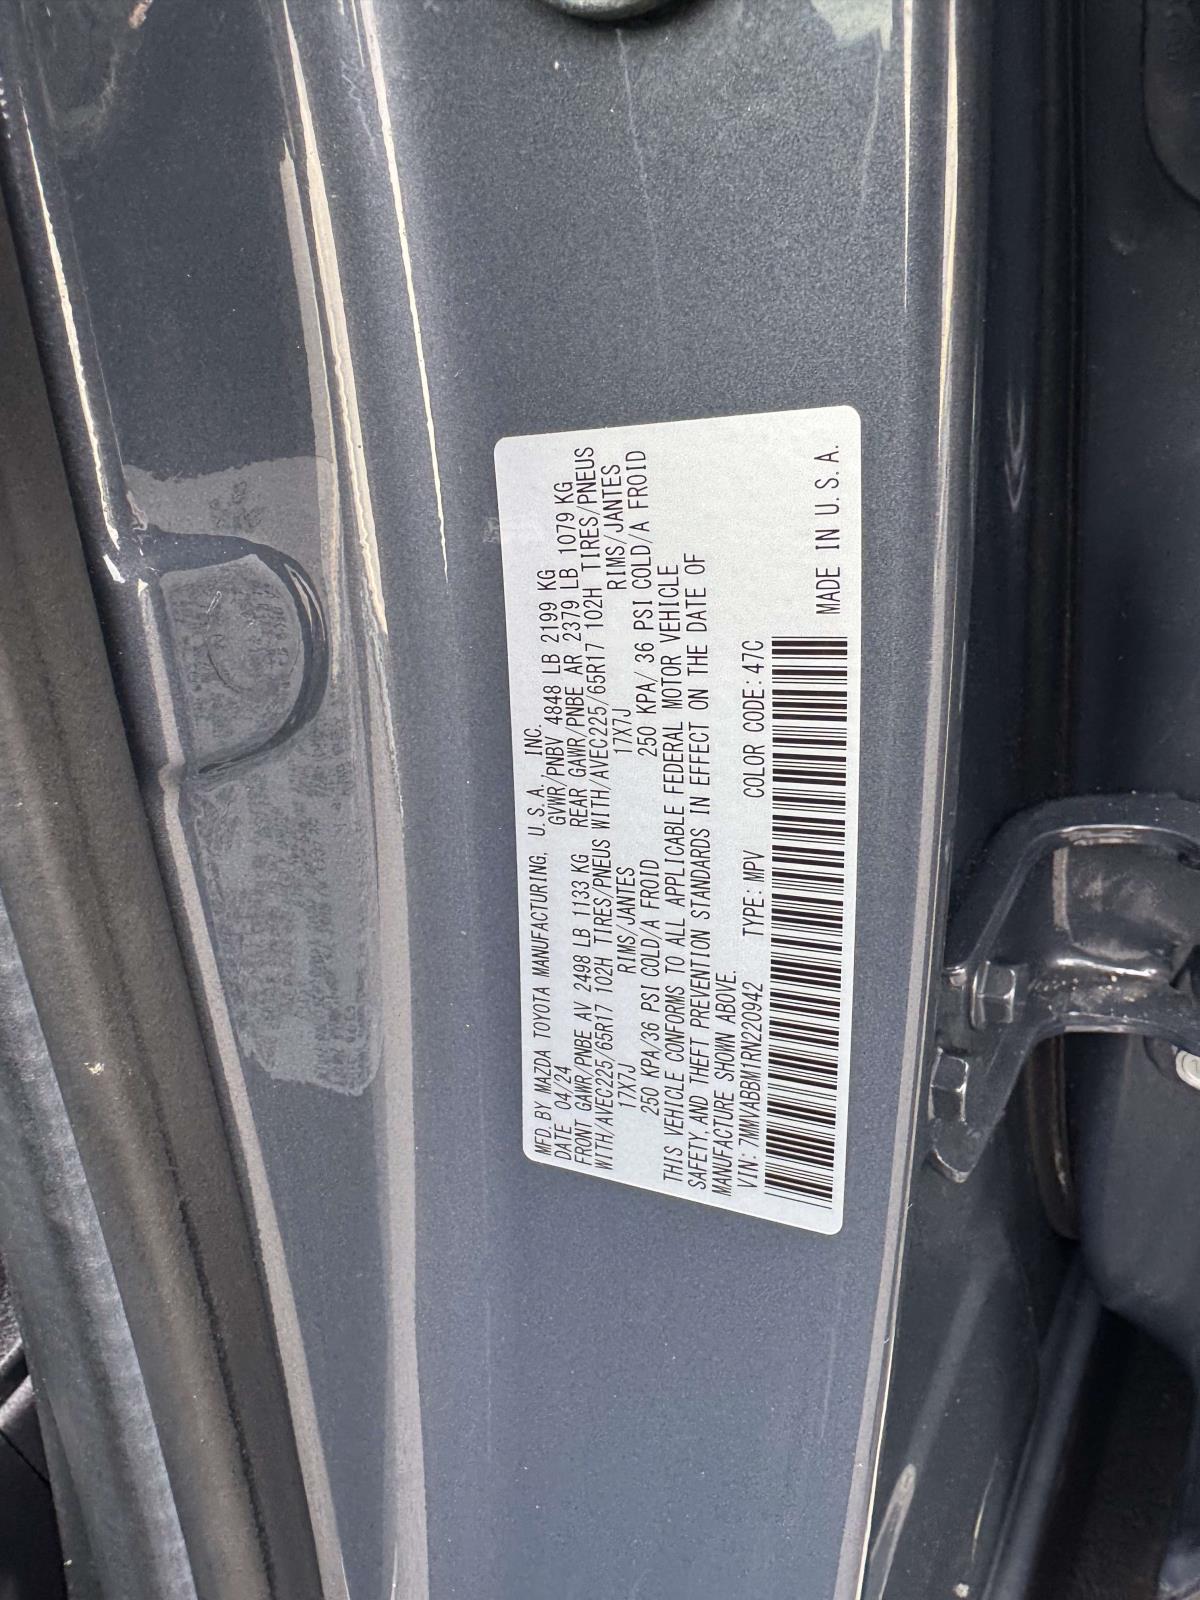 MFD. BY MAZDA TOYOTA MANUFACTURING, U. S. A. INC.
DATE 04/24 GVWR/PNBV 4848 LB 2199 KG
FRONT GAWR/PNBE AV 2498 LB 1133 KG REAR GAWR/PNBE AR 2379 LB 1079 KG
WITH/AVEC225/65R17 102H TIRES/PNEUS WITH/AVEC225/65R17 102H TIRES/PNEUS
17X7J RIMS/JANTES 17X7J RIMS/JANTES
250 KPA/36 PSI COLD/A FROID 250 KPA/ 36 PSI COLD/A FROID
THIS VEHICLE CONFORMS TO ALL APPLICABLE FEDERAL MOTOR VEHICLE
SAFETY, AND THEFT PREVENTION STANDARDS IN EFFECT ON THE DATE OF
MANUFACTURE SHOWN ABOVE.
VIN: 7MMVABBM1RN220942 TYPE: MPV COLOR CODE: 47C
MADE IN U. S. A.